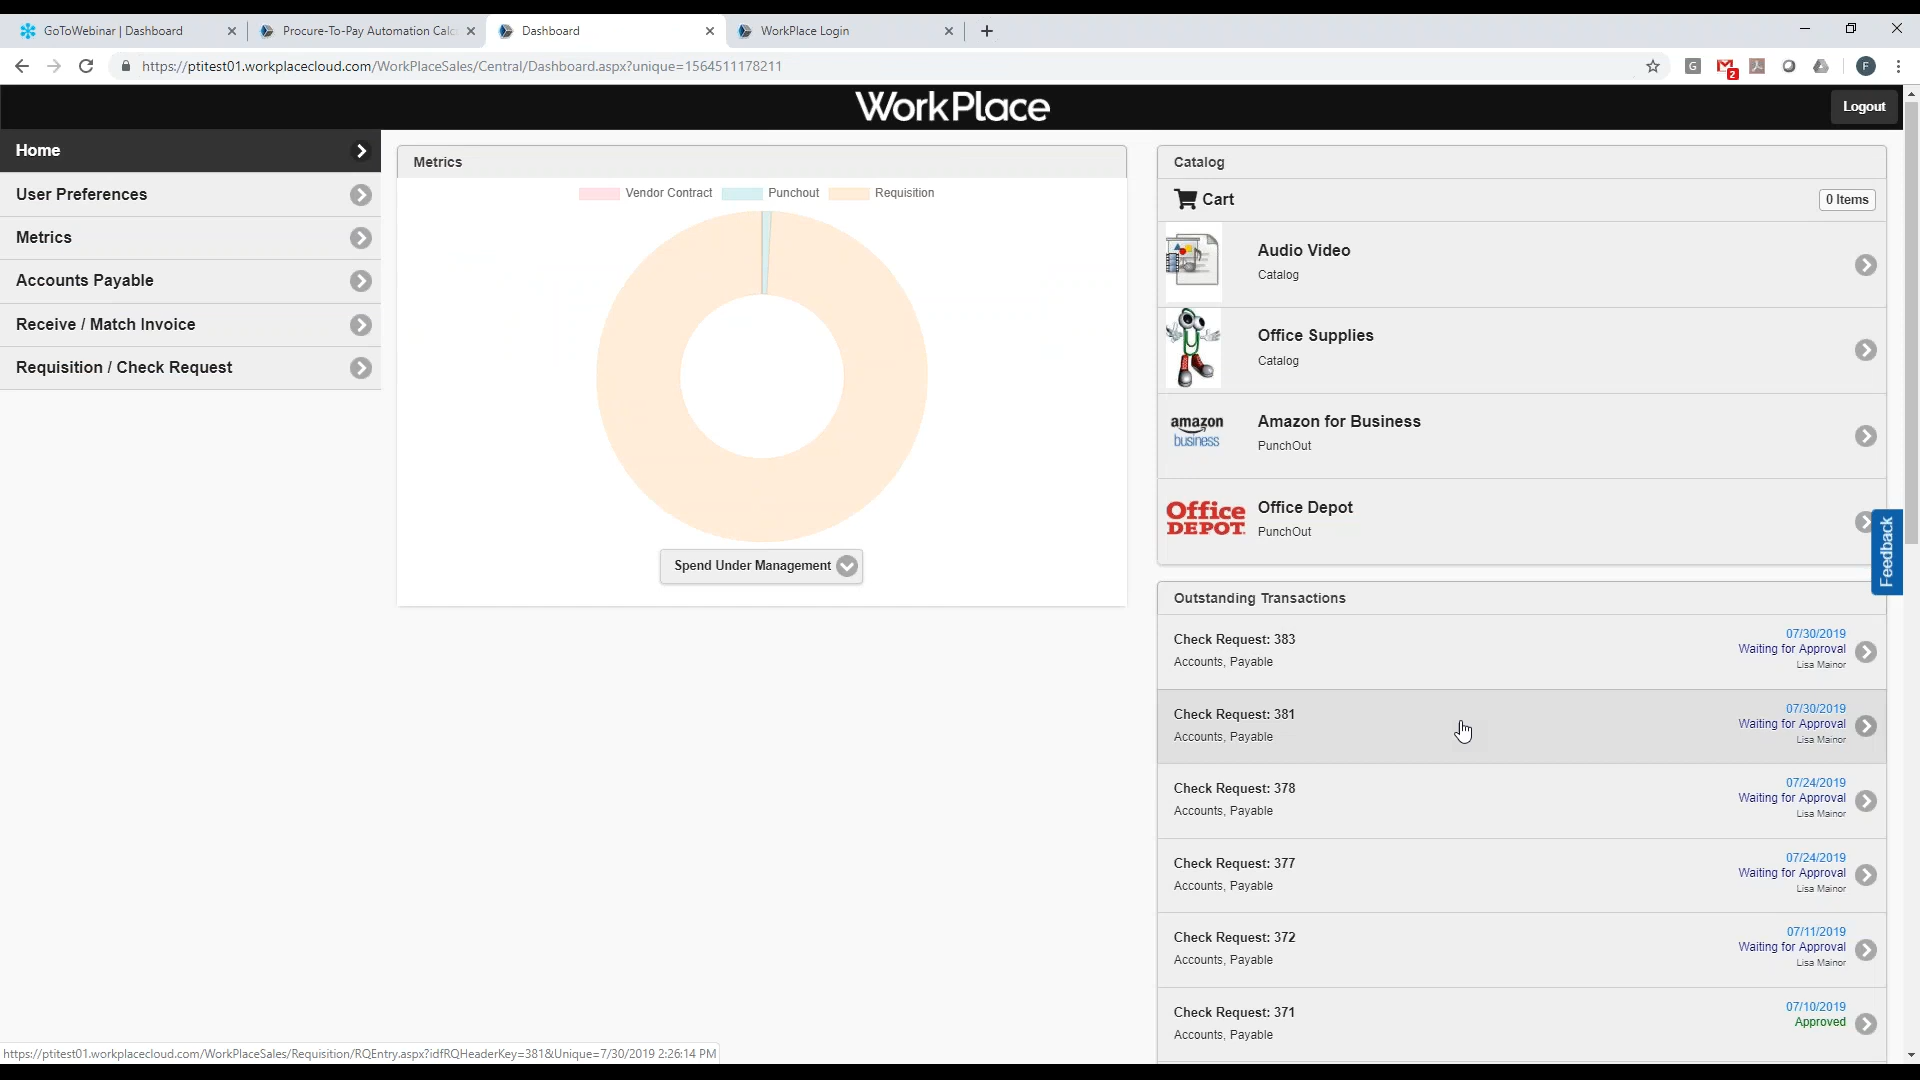 GoToWebinar | Dashboard
Procure-To-Pay Automation Calc
Dashboard
WorkPlace Login
https://ptitest01.workplacecloud.com/WorkPlaceSales/Central/Dashboard.aspx?unique=1564511178211
G
2
F
WorkPlace
Logout
Home
User Preferences
Metrics
Accounts Payable
Receive / Match Invoice
Requisition / Check Request
Metrics
Vendor Contract
Punchout
Requisition
Spend Under Management
Catalog
Cart
0 Items
Audio Video
Catalog
Office Supplies
Catalog
amazon
business
Amazon for Business
PunchOut
Office
DEPOT.
Office Depot
PunchOut
Feedback
Outstanding Transactions
Check Request: 383
Accounts, Payable
07/30/2019
Waiting for Approval
Lisa Mainor
Check Request: 381
Accounts, Payable
07/30/2019
Waiting for Approval
Lisa Mainor
Check Request: 378
Accounts, Payable
07/24/2019
Waiting for Approval
Lisa Mainor
Check Request: 377
Accounts, Payable
07/24/2019
Waiting for Approval
Lisa Mainor
Check Request: 372
Accounts, Payable
07/11/2019
Waiting for Approval
Lisa Mainor
Check Request: 371
Accounts, Payable
07/10/2019
Approved
https://ptitest01.workplacecloud.com/WorkPlaceSales/Requisition/RQEntry.aspx?idfRQHeaderKey=381&Unique=7/30/2019 2:26:14 PM